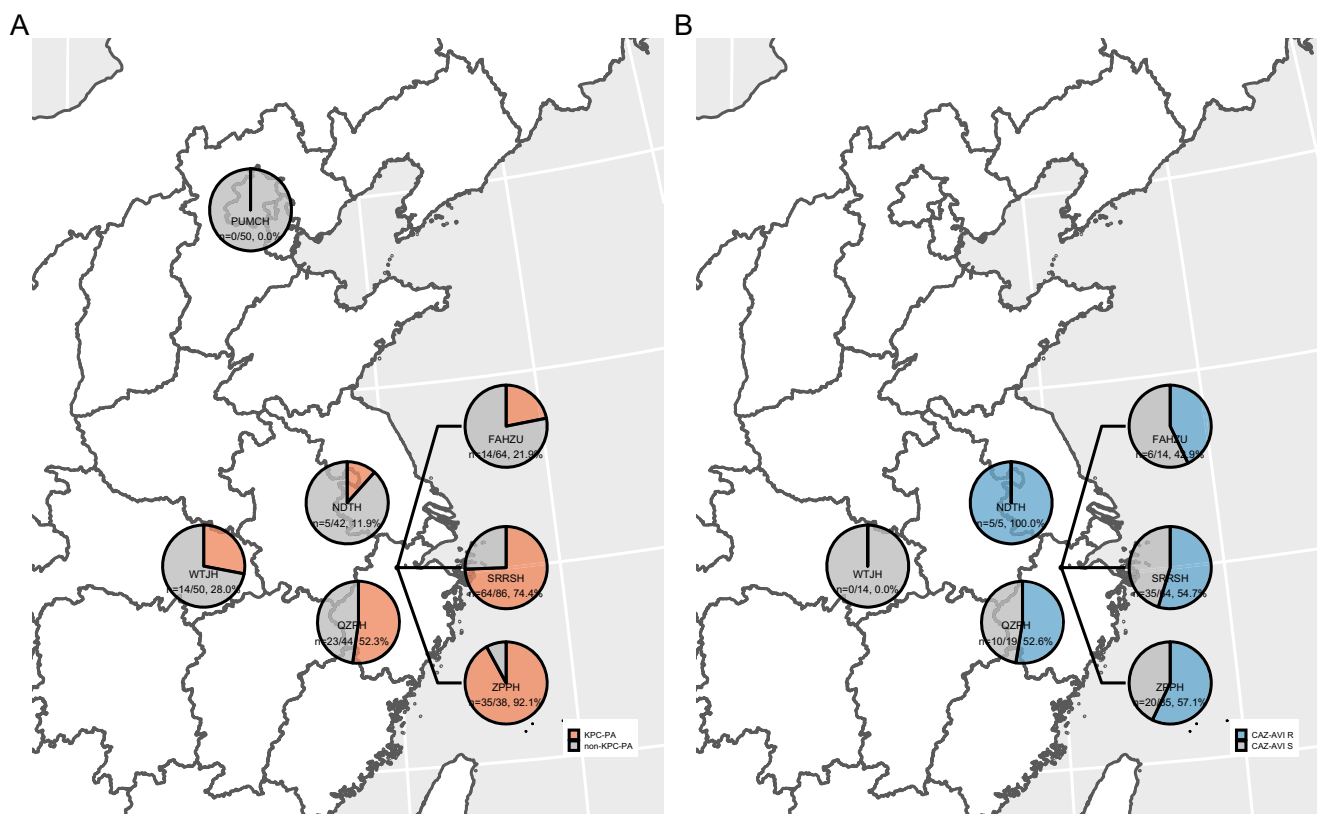 A
PUMCH
n=0/50, 0.0%
FAHZU
n=14/64, 21.9%
NDTH
n=5/42, 11.9%
WTJH
n=14/50, 28.0%
SRRSH
n=64/86, 74.4%
QZPH
n=23/44, 52.3%
ZPPH
n=35/38, 92.1%
KPC-PA
non-KPC-PA
B
FAHZU
n=6/14, 42.9%
NDTH
n=5/5, 100.0%
WTJH
n=0/14, 0.0%
SRRSH
n=35/64, 54.7%
QZPH
n=10/19, 52.6%
ZPPH
n=20/35, 57.1%
CAZ-AVI R
CAZ-AVI S